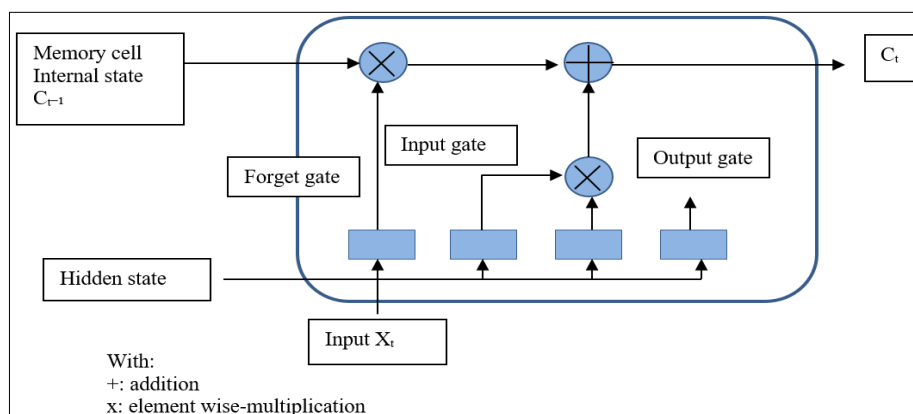 Memory cell
Internal state
Cₜ₋₁
Cₜ
Input gate
Output gate
Forget gate
Hidden state
Input Xₜ
With:
+: addition
x: element wise-multiplication